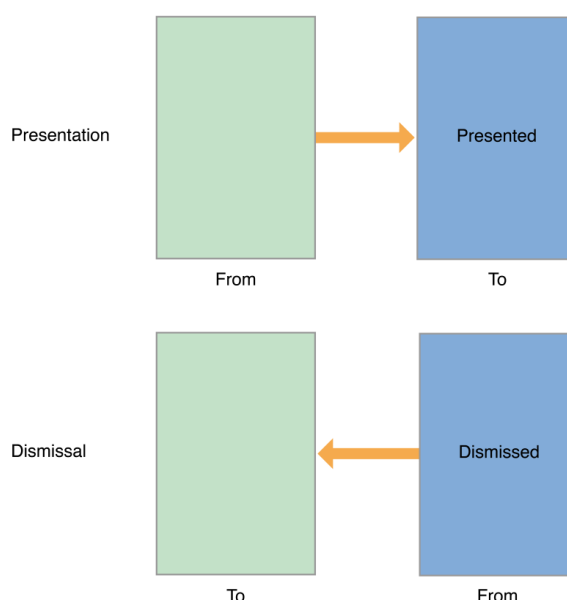 Presentation
Presented
From
To
Dismissal
Dismissed
To
From